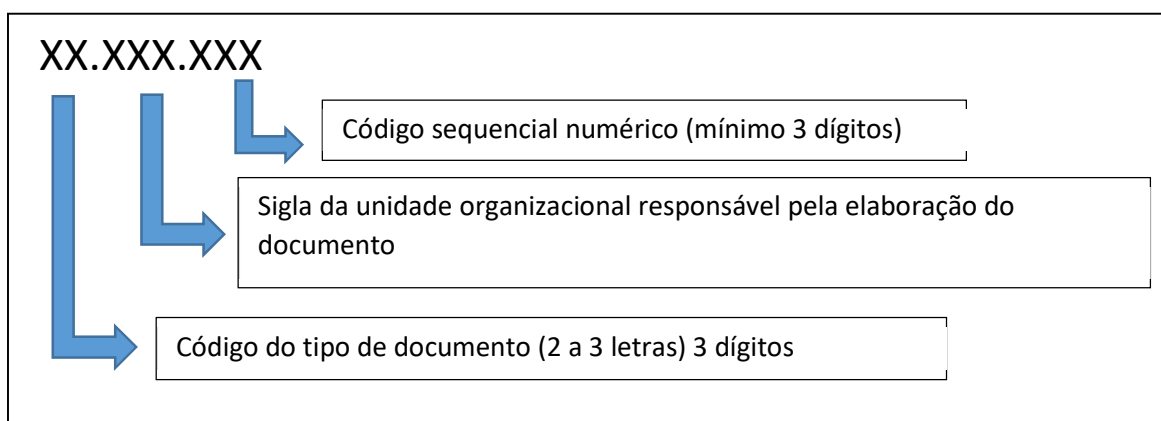 XX.XXX.XXX
Código sequencial numérico (mínimo 3 dígitos)
Sigla da unidade organizacional responsável pela elaboração do
documento
Código do tipo de documento (2 a 3 letras) 3 dígitos